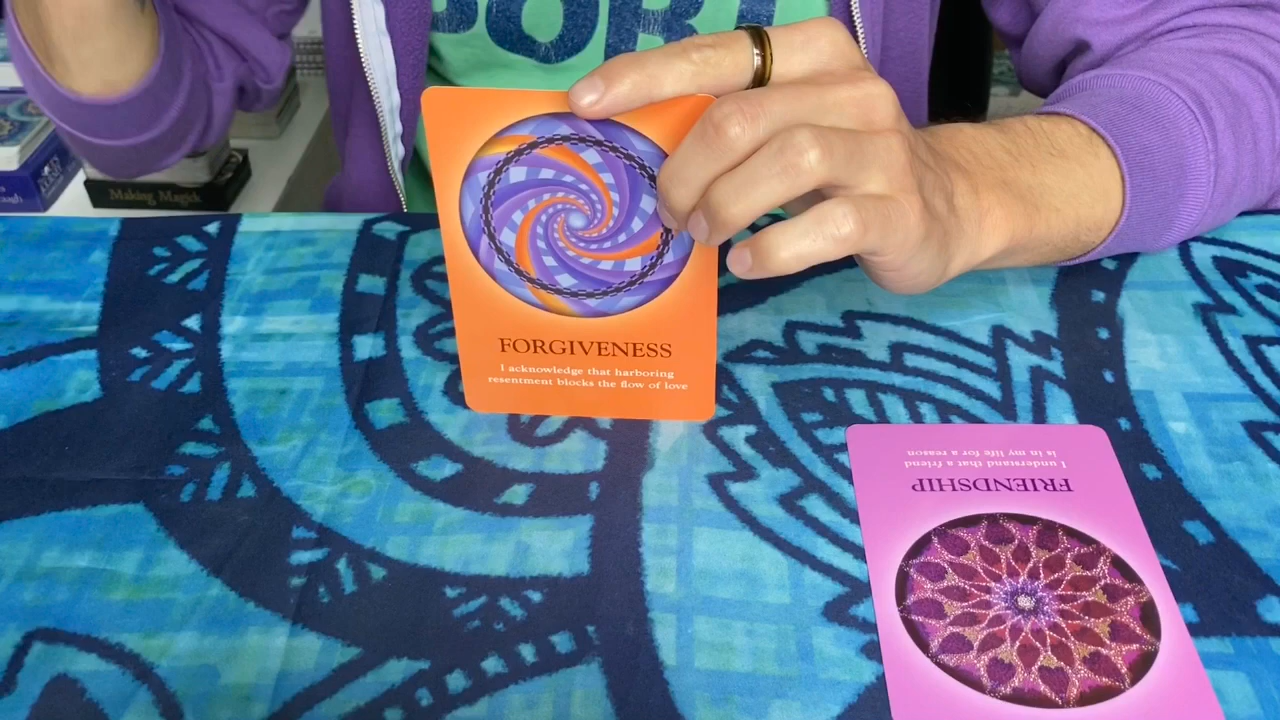 PORT
Making Magick
FORGIVENESS
I acknowledge that harboring
resentment blocks the flow of love
FRIENDSHIP
I understand that a friend
is in my life for a reason